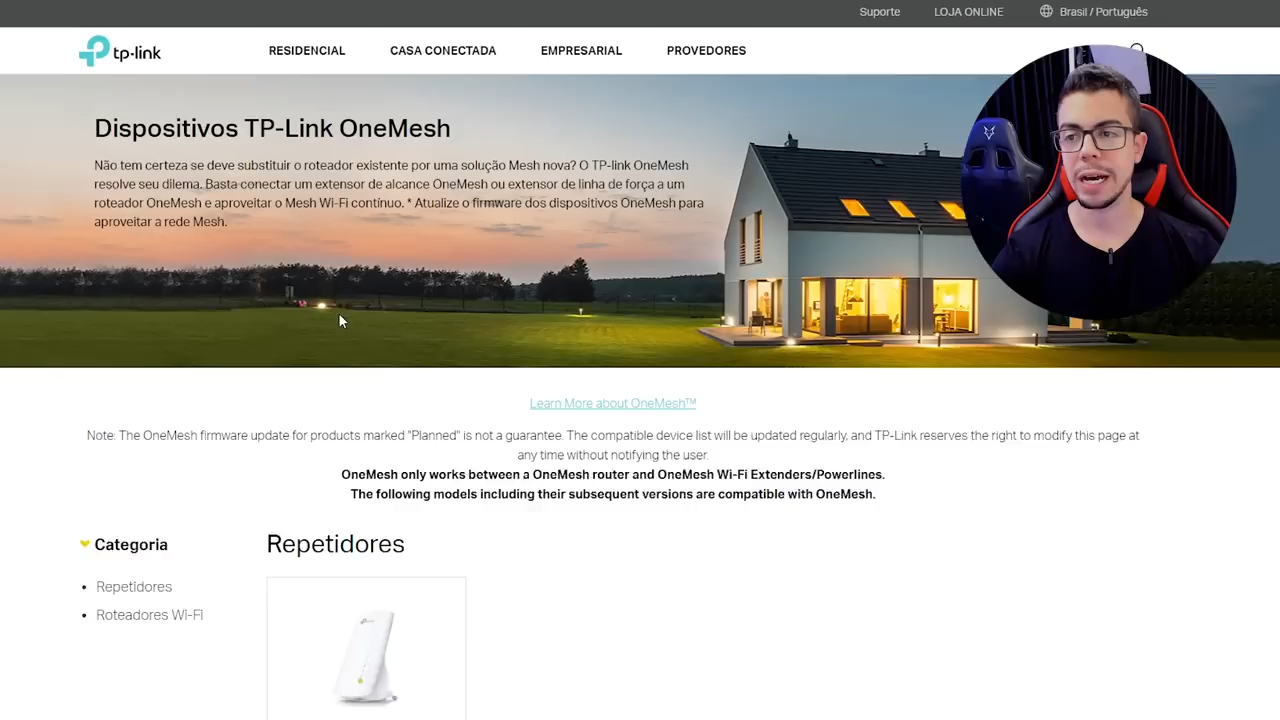 Suporte LOJA ONLINE Brasil / Português
tp-link RESIDENCIAL CASA CONECTADA EMPRESARIAL PROVEDORES
Dispositivos TP-Link OneMesh
Não tem certeza se deve substituir o roteador existente por uma solução Mesh nova? O TP-link OneMesh
resolve seu dilema. Basta conectar um extensor de alcance OneMesh ou extensor de linha de força a um
roteador OneMesh e aproveitar o Mesh Wi-Fi contínuo. * Atualize o firmware dos dispositivos OneMesh para
aproveitar a rede Mesh.
Learn More about OneMesh™
Note: The OneMesh firmware update for products marked "Planned" is not a guarantee. The compatible device list will be updated regularly, and TP-Link reserves the right to modify this page at
any time without notifying the user.
OneMesh only works between a OneMesh router and OneMesh Wi-Fi Extenders/Powerlines.
The following models including their subsequent versions are compatible with OneMesh.
Categoria
Repetidores
Roteadores Wi-Fi
Repetidores